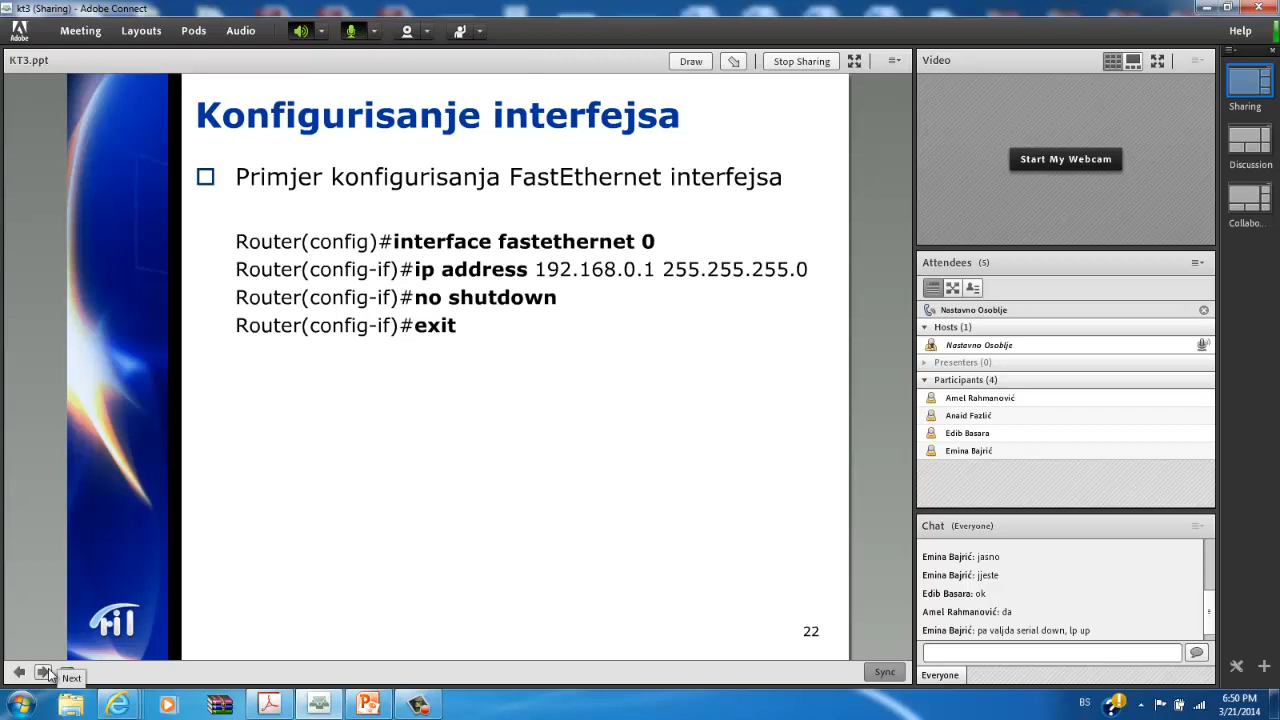 kt3 (Sharing) - Adobe Connect
Adobe
Meeting
Layouts
Pods
Audio
Help
KT3.ppt
Draw
Stop Sharing
Konfigurisanje interfejsa
Primjer konfigurisanja FastEthernet interfejsa
Router(config)#interface fastethernet 0
Router(config-if)#ip address 192.168.0.1 255.255.255.0
Router(config-if)#no shutdown
Router(config-if)#exit
22
Next
Sync
Video
Start My Webcam
Attendees (5)
Nastavno Osoblje
Hosts (1)
Nastavno Osoblje
Presenters (0)
Participants (4)
Amel Rahmanović
Anaid Fazlić
Edib Basara
Emina Bajrić
Chat (Everyone)
Emina Bajrić: jasno
Emina Bajrić: jjeste
Edib Basara: ok
Amel Rahmanović: da
Emina Bajrić: pa valjda serial down, lp up
Everyone
Sharing
Discussion
Collabo...
BS
6:50 PM
3/21/2014